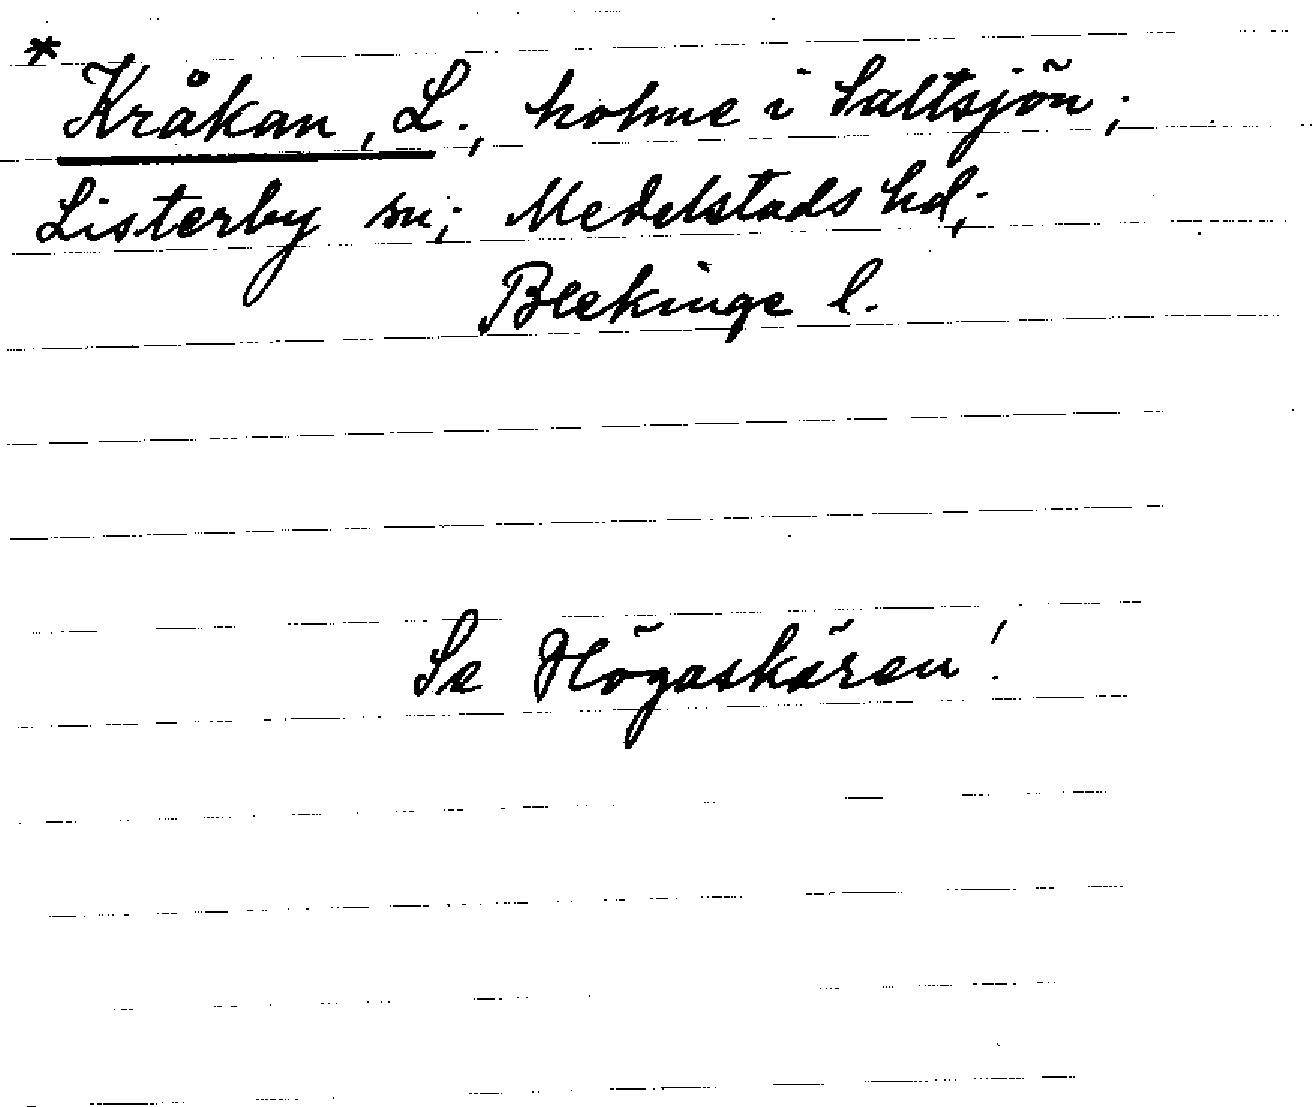 * Kråkan, L., holme i Saltsjön;
Listerby sn; Medelstads hd;
Blekinge l.
Se Högaskären!